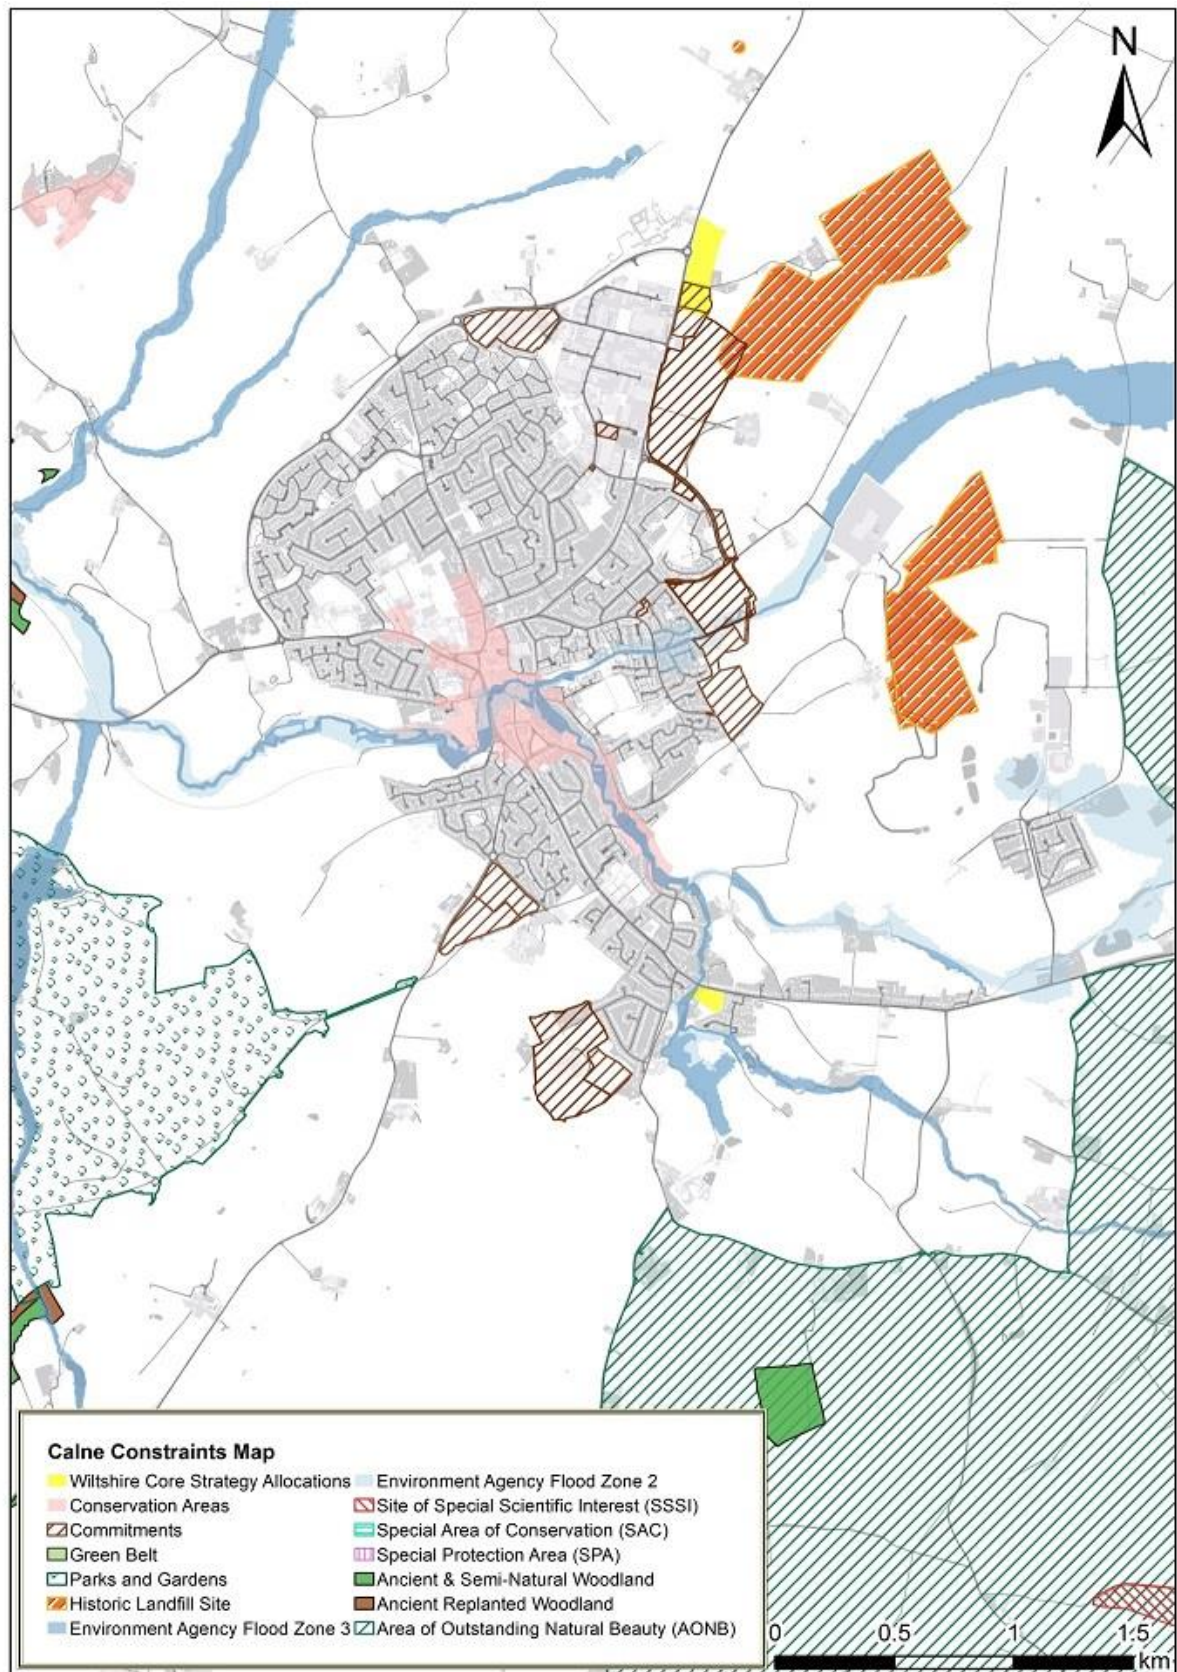 N
Calne Constraints Map
Wiltshire Core Strategy Allocations
Conservation Areas
Commitments
Green Belt
Parks and Gardens
Historic Landfill Site
Environment Agency Flood Zone 3
Environment Agency Flood Zone 2
Site of Special Scientific Interest (SSSI)
Special Area of Conservation (SAC)
Special Protection Area (SPA)
Ancient & Semi-Natural Woodland
Ancient Replanted Woodland
Area of Outstanding Natural Beauty (AONB)
0 0.5 1 1.5
km